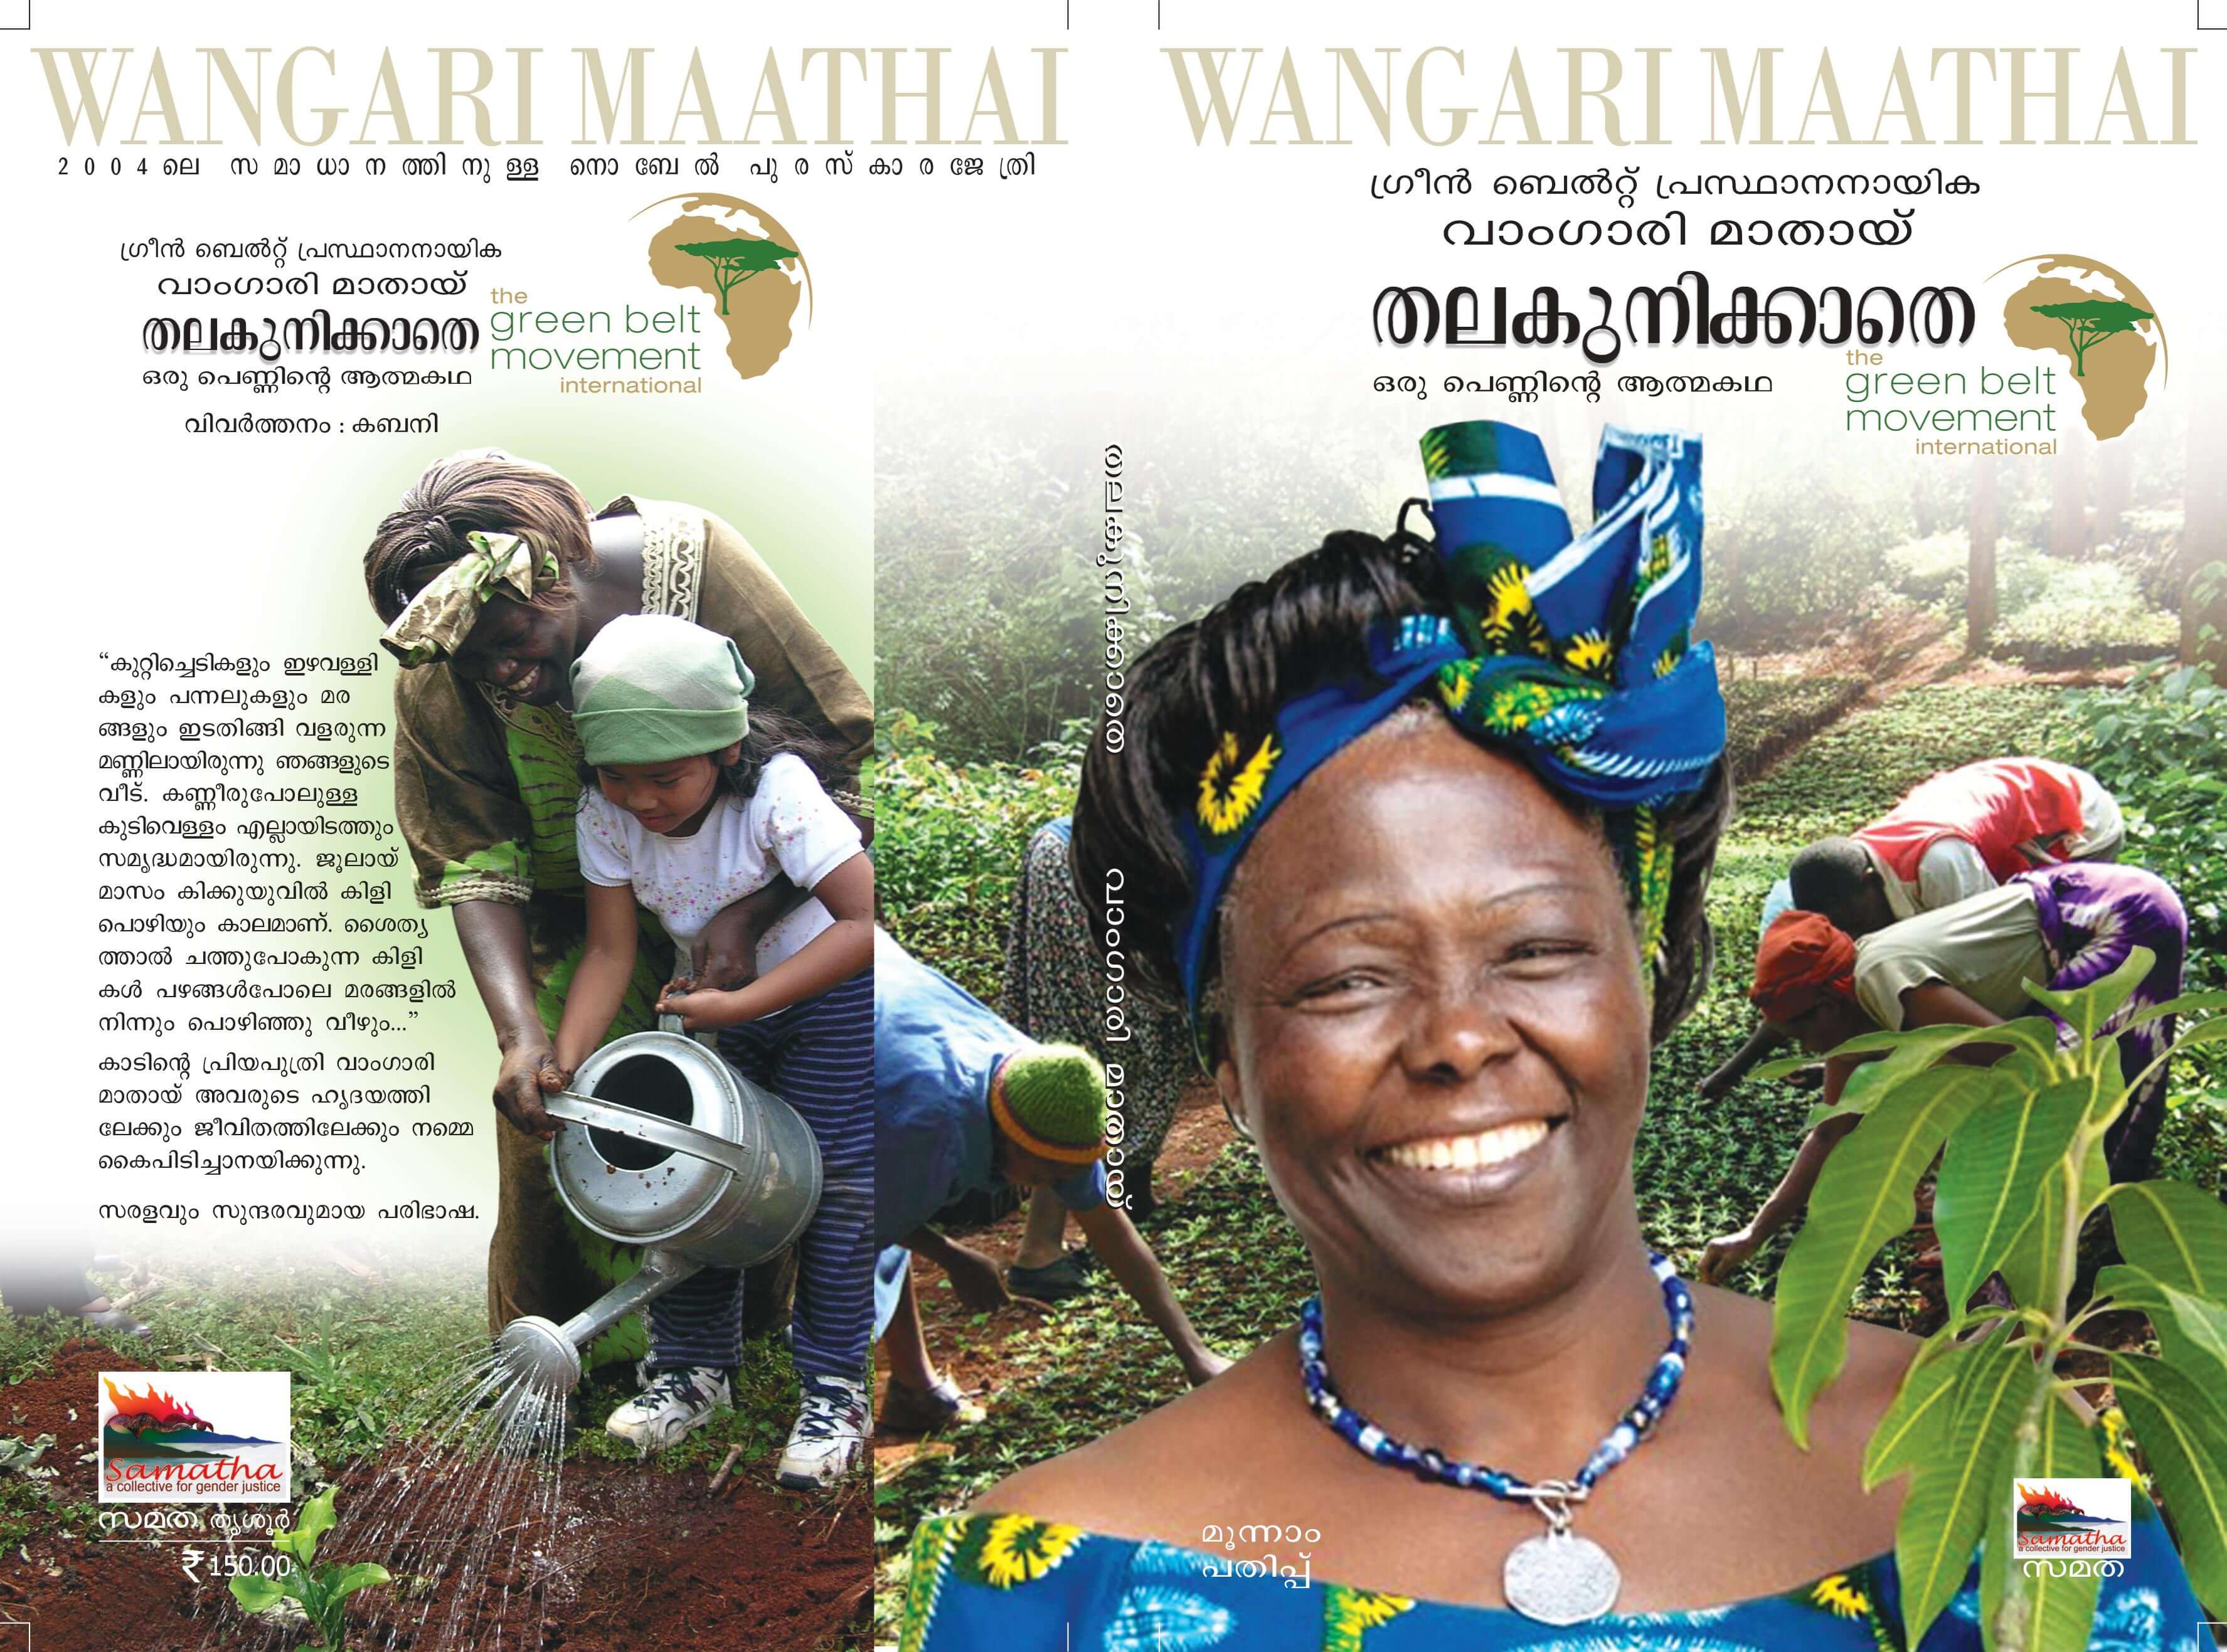 WANGARI MAATHAI
2004ലെ സമാധാനത്തിനുള്ള നൊബേൽ പുരസ്കാരജേത്രി
ഗ്രീൻ ബെൽറ്റ് പ്രസ്ഥാനനായിക
വാംഗാരി മാതായ്
തലകുനിക്കാതെ
ഒരു പെണ്ണിന്റെ ആത്മകഥ
വിവർത്തനം : കബനി
the
green belt
movement
international
“കുറ്റിച്ചെടികളും ഇഴവള്ളി
കളും പന്നലുകളും മര
ങ്ങളും ഇടതിങ്ങി വളരുന്ന
മണ്ണിലായിരുന്നു ഞങ്ങളുടെ
വീട്. കണ്ണീരുപോലുള്ള
കുടിവെള്ളം എല്ലായിടത്തും
സമൃദ്ധമായിരുന്നു. ജൂലായ്
മാസം കിക്കുയുവിൽ കിളി
പൊഴിയും കാലമാണ്. ശൈത്യ
ത്താൽ ചത്തുപോകുന്ന കിളി
കൾ പഴങ്ങൾപോലെ മരങ്ങളിൽ
നിന്നും പൊഴിഞ്ഞു വീഴും...”
കാടിന്റെ പ്രിയപുത്രി വാംഗാരി
മാതായ് അവരുടെ ഹൃദയത്തി
ലേക്കും ജീവിതത്തിലേക്കും നമ്മെ
കൈപിടിച്ചാനയിക്കുന്നു.
സരളവും സുന്ദരവുമായ പരിഭാഷ.
Samatha
a collective for gender justice
സമത തൃശൂർ
₹150.00
തലകുനിക്കാതെ വാംഗാരി മാതായ്
WANGARI MAATHAI
ഗ്രീൻ ബെൽറ്റ് പ്രസ്ഥാനനായിക
വാംഗാരി മാതായ്
തലകുനിക്കാതെ
ഒരു പെണ്ണിന്റെ ആത്മകഥ
the
green belt
movement
international
മൂന്നാം
പതിപ്പ്
Samatha
a collective for gender justice
സമത